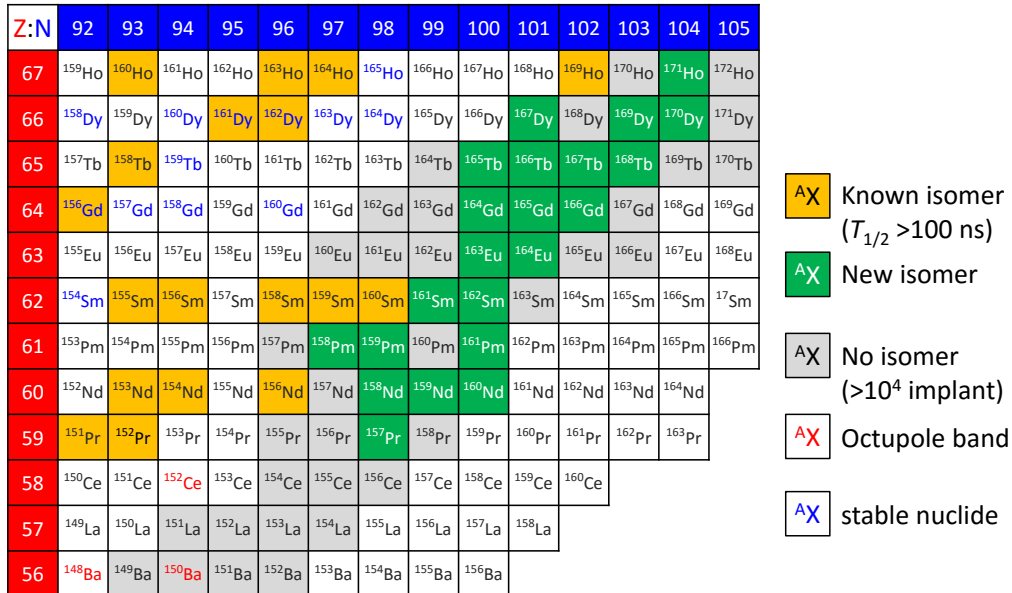 Z:N 92 93 94 95 96 97 98 99 100 101 102 103 104 105
67 159Ho 160Ho 161Ho 162Ho 163Ho 164Ho 165Ho 166Ho 167Ho 168Ho 169Ho 170Ho 171Ho 172Ho
66 158Dy 159Dy 160Dy 161Dy 162Dy 163Dy 164Dy 165Dy 166Dy 167Dy 168Dy 169Dy 170Dy 171Dy
65 157Tb 158Tb 159Tb 160Tb 161Tb 162Tb 163Tb 164Tb 165Tb 166Tb 167Tb 168Tb 169Tb 170Tb
64 156Gd 157Gd 158Gd 159Gd 160Gd 161Gd 162Gd 163Gd 164Gd 165Gd 166Gd 167Gd 168Gd 169Gd
63 155Eu 156Eu 157Eu 158Eu 159Eu 160Eu 161Eu 162Eu 163Eu 164Eu 165Eu 166Eu 167Eu 168Eu
62 154Sm 155Sm 156Sm 157Sm 158Sm 159Sm 160Sm 161Sm 162Sm 163Sm 164Sm 165Sm 166Sm 17Sm
61 153Pm 154Pm 155Pm 156Pm 157Pm 158Pm 159Pm 160Pm 161Pm 162Pm 163Pm 164Pm 165Pm 166Pm
60 152Nd 153Nd 154Nd 155Nd 156Nd 157Nd 158Nd 159Nd 160Nd 161Nd 162Nd 163Nd 164Nd
59 151Pr 152Pr 153Pr 154Pr 155Pr 156Pr 157Pr 158Pr 159Pr 160Pr 161Pr 162Pr 163Pr
58 150Ce 151Ce 152Ce 153Ce 154Ce 155Ce 156Ce 157Ce 158Ce 159Ce 160Ce
57 149La 150La 151La 152La 153La 154La 155La 156La 157La 158La
56 148Ba 149Ba 150Ba 151Ba 152Ba 153Ba 154Ba 155Ba 156Ba
AX Known isomer
(T1/2 >100 ns)
AX New isomer
AX No isomer
(>10⁴ implant)
AX Octupole band
AX stable nuclide